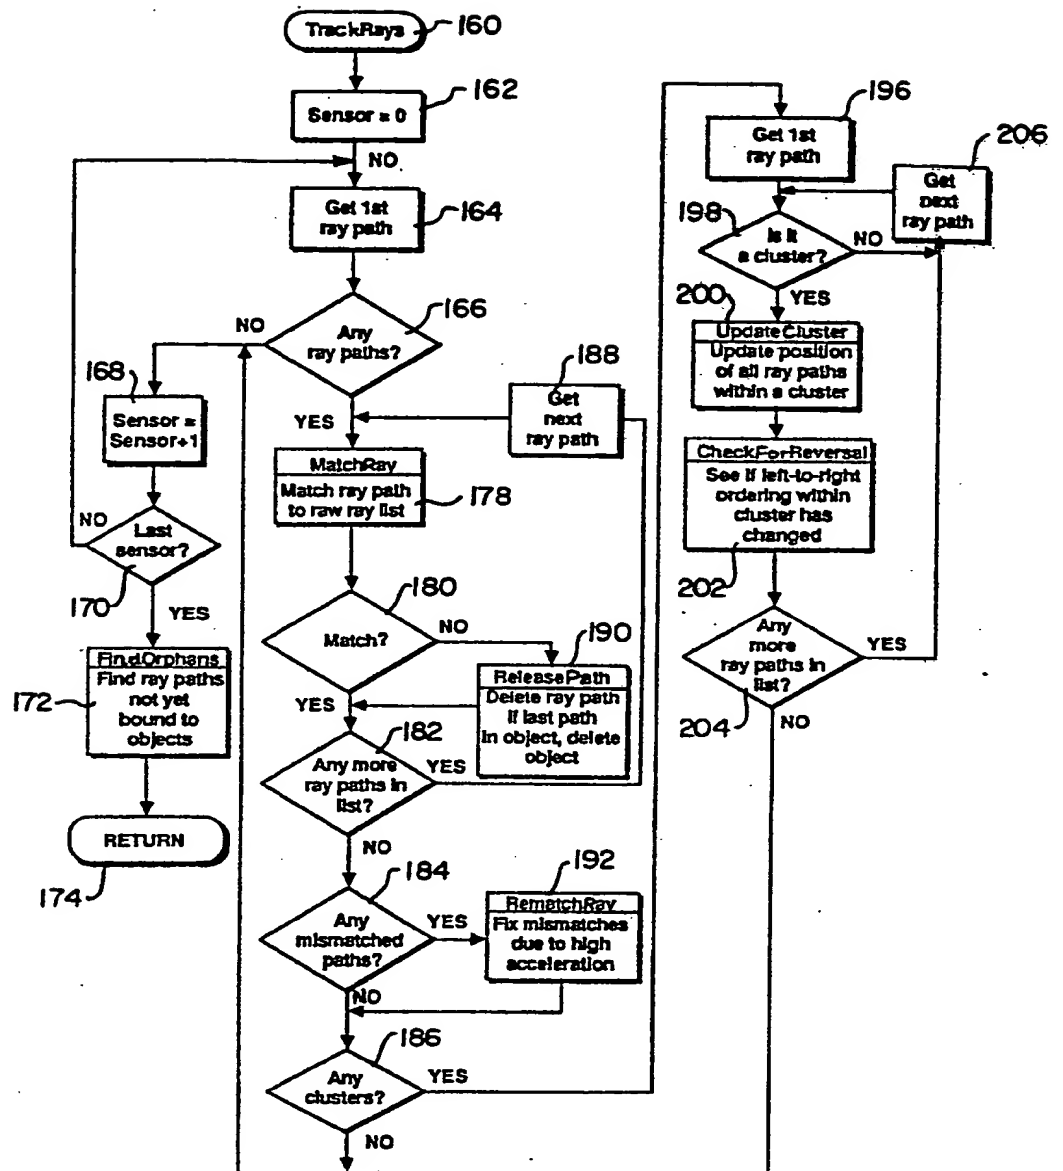 TrackRays
160
Sensor = 0
162
NO
Get 1st
ray path
164
Any
ray paths?
166
NO
YES
168
Sensor =
Sensor+1
Last
sensor?
NO
170
YES
FindOrphans
Find ray paths
not yet
bound to
objects
172
RETURN
174
188
Get
next
ray path
MatchRay
Match ray path
to raw ray list
178
Match?
180
NO
YES
190
ReleasePath
Delete ray path
If last path
in object, delete
object
182
Any more
ray paths in
list?
YES
NO
184
Any
mismatched
paths?
YES
NO
192
RematchRay
Fix mismatches
due to high
acceleration
186
Any
clusters?
YES
NO
196
Get 1st
ray path
206
Get
next
ray path
198
Is it
a cluster?
NO
YES
200
UpdateCluster
Update position
of all ray paths
within a cluster
CheckForReversal
See if left-to-right
ordering within
cluster has
changed
202
Any
more
ray paths in
list?
YES
204
NO